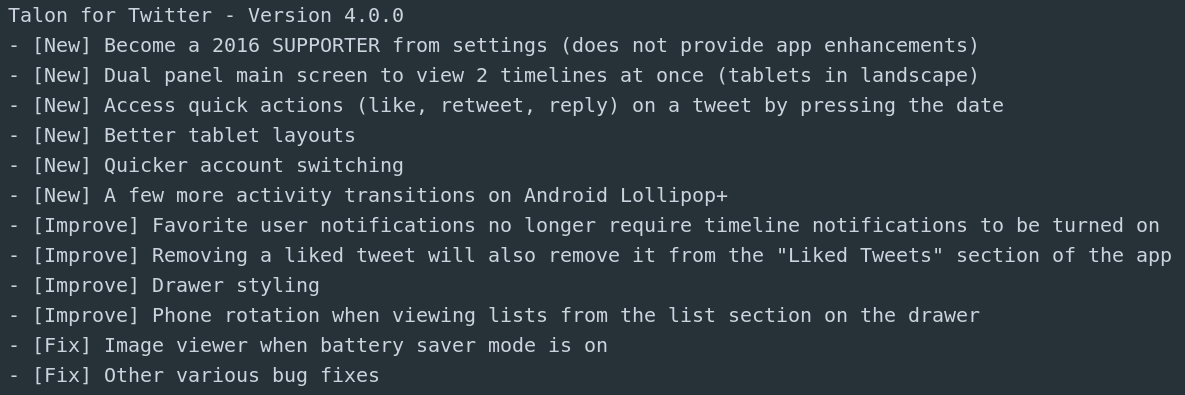 Talon for Twitter - Version 4.0.0
- [New] Become a 2016 SUPPORTER from settings (does not provide app enhancements)
- [New] Dual panel main screen to view 2 timelines at once (tablets in landscape)
- [New] Access quick actions (like, retweet, reply) on a tweet by pressing the date
- [New] Better tablet layouts
- [New] Quicker account switching
- [New] A few more activity transitions on Android Lollipop+
- [Improve] Favorite user notifications no longer require timeline notifications to be turned on
- [Improve] Removing a liked tweet will also remove it from the "Liked Tweets" section of the app
- [Improve] Drawer styling
- [Improve] Phone rotation when viewing lists from the list section on the drawer
- [Fix] Image viewer when battery saver mode is on
- [Fix] Other various bug fixes